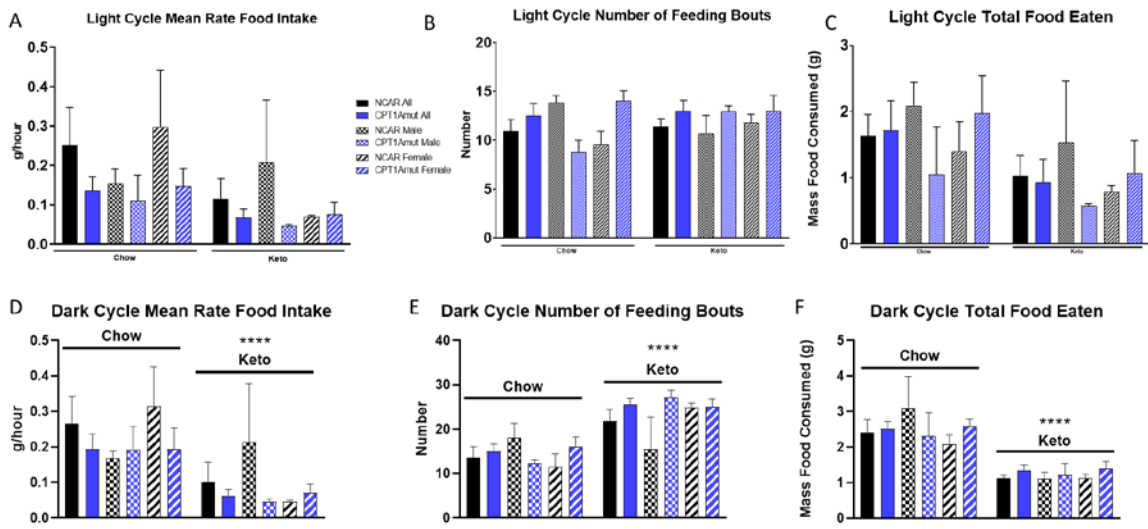 A
Light Cycle Mean Rate Food Intake
g/hour
0.5
0.4
0.3
0.2
0.1
0.0
Chow
Keto
NCAR All
CPT1Amut All
NCAR Male
CPT1Amut Male
NCAR Female
CPT1Amut Female
B
Light Cycle Number of Feeding Bouts
Number
20
15
10
5
0
Chow
Keto
C
Light Cycle Total Food Eaten
Mass Food Consumed (g)
3
2
1
0
Chow
Keto
D
Dark Cycle Mean Rate Food Intake
g/hour
0.5
0.4
0.3
0.2
0.1
0.0
Chow
****
Keto
E
Dark Cycle Number of Feeding Bouts
Number
40
30
20
10
0
Chow
****
Keto
F
Dark Cycle Total Food Eaten
Mass Food Consumed (g)
5
4
3
2
1
0
Chow
****
Keto